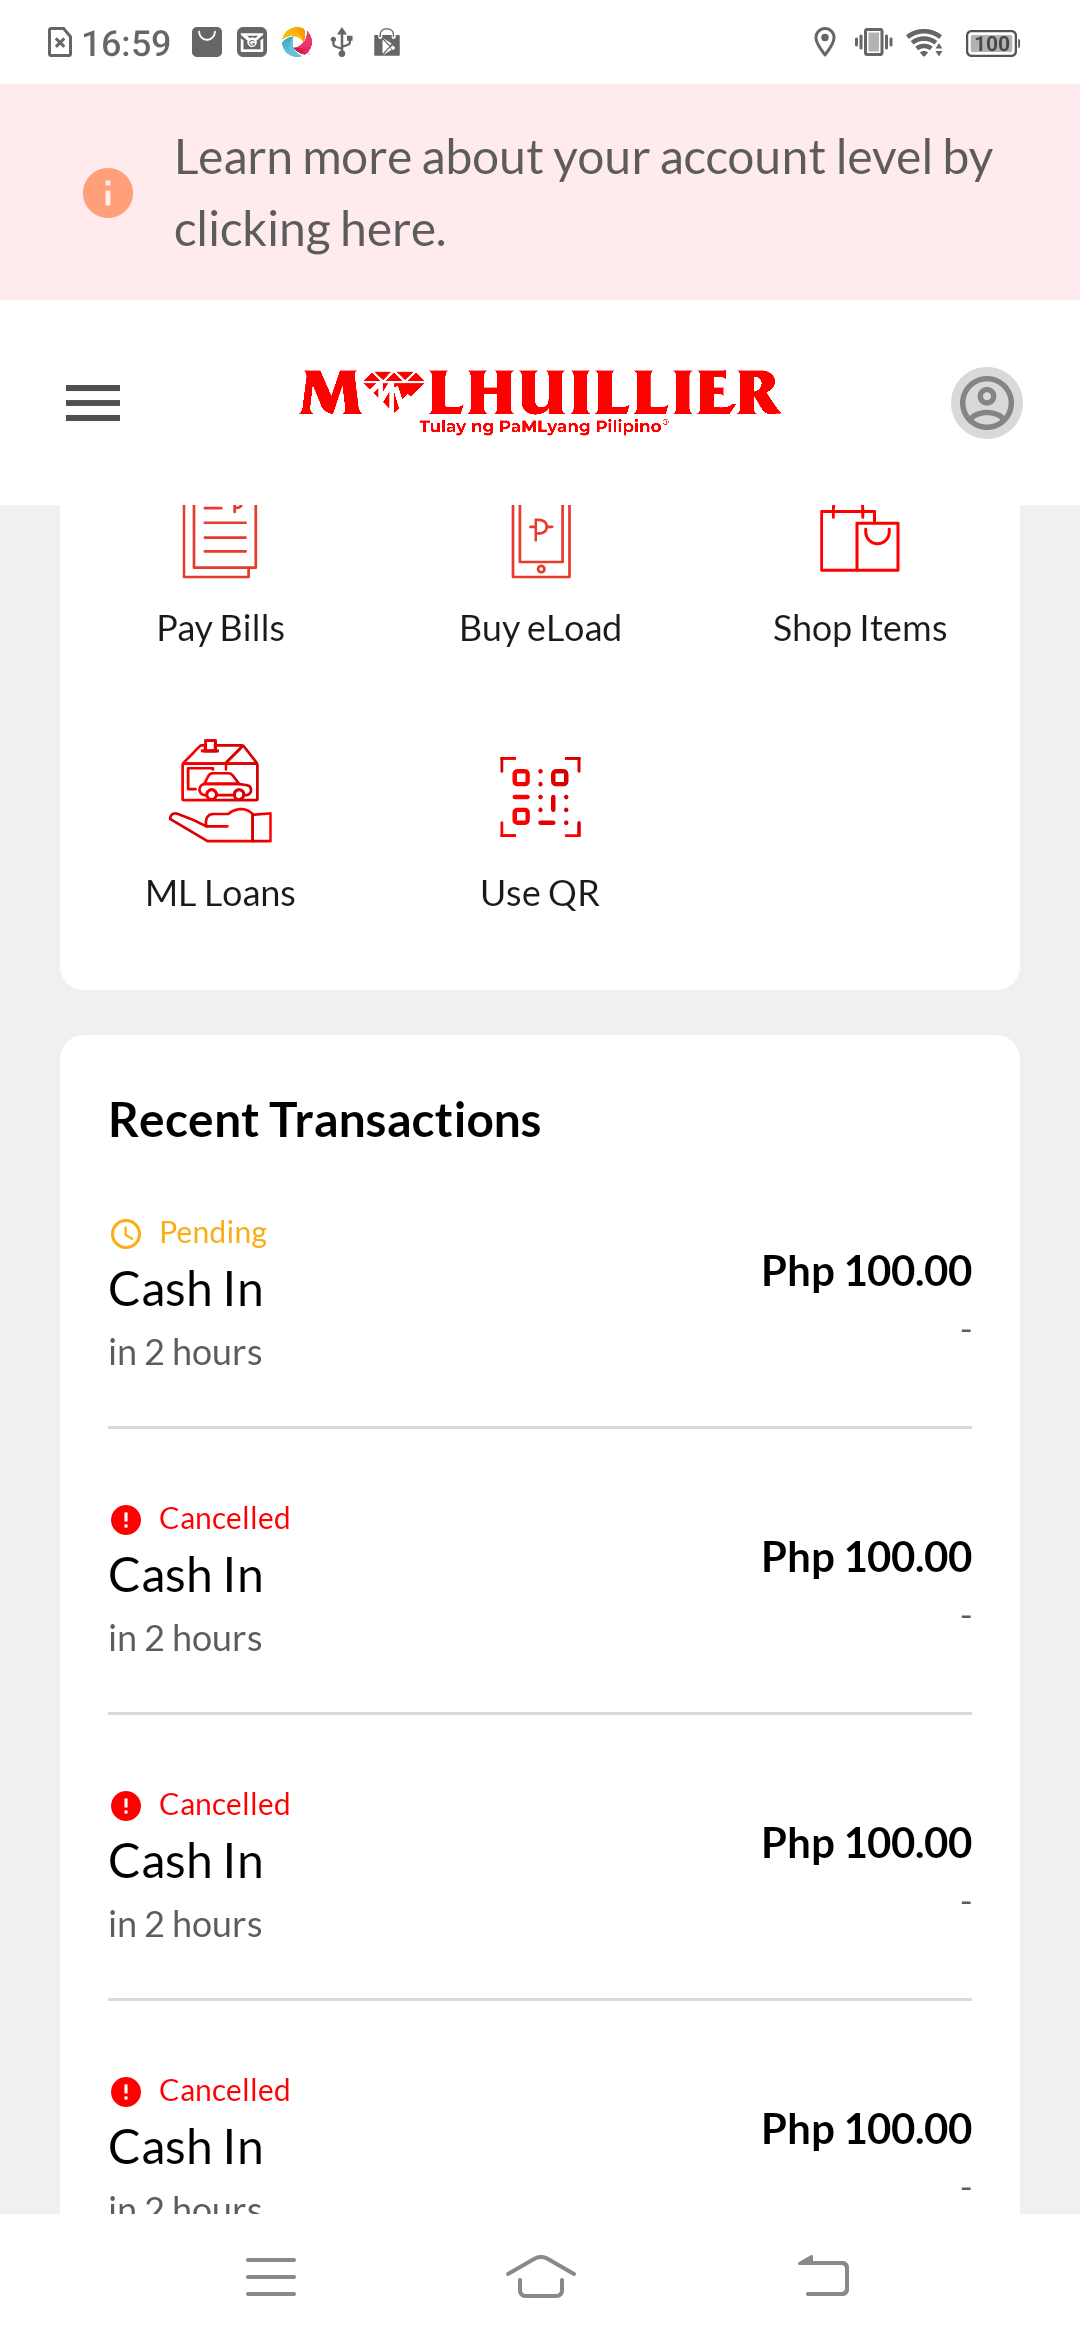 16:59
100
Learn more about your account level by
clicking here.
M LHUILLIER
Tulay ng PaMLyang Pilipino®
Pay Bills
Buy eLoad
Shop Items
ML Loans
Use QR
Recent Transactions
Pending
Cash In
Php 100.00
-
in 2 hours
Cancelled
Cash In
Php 100.00
-
in 2 hours
Cancelled
Cash In
Php 100.00
-
in 2 hours
Cancelled
Cash In
Php 100.00
-
in 2 hours